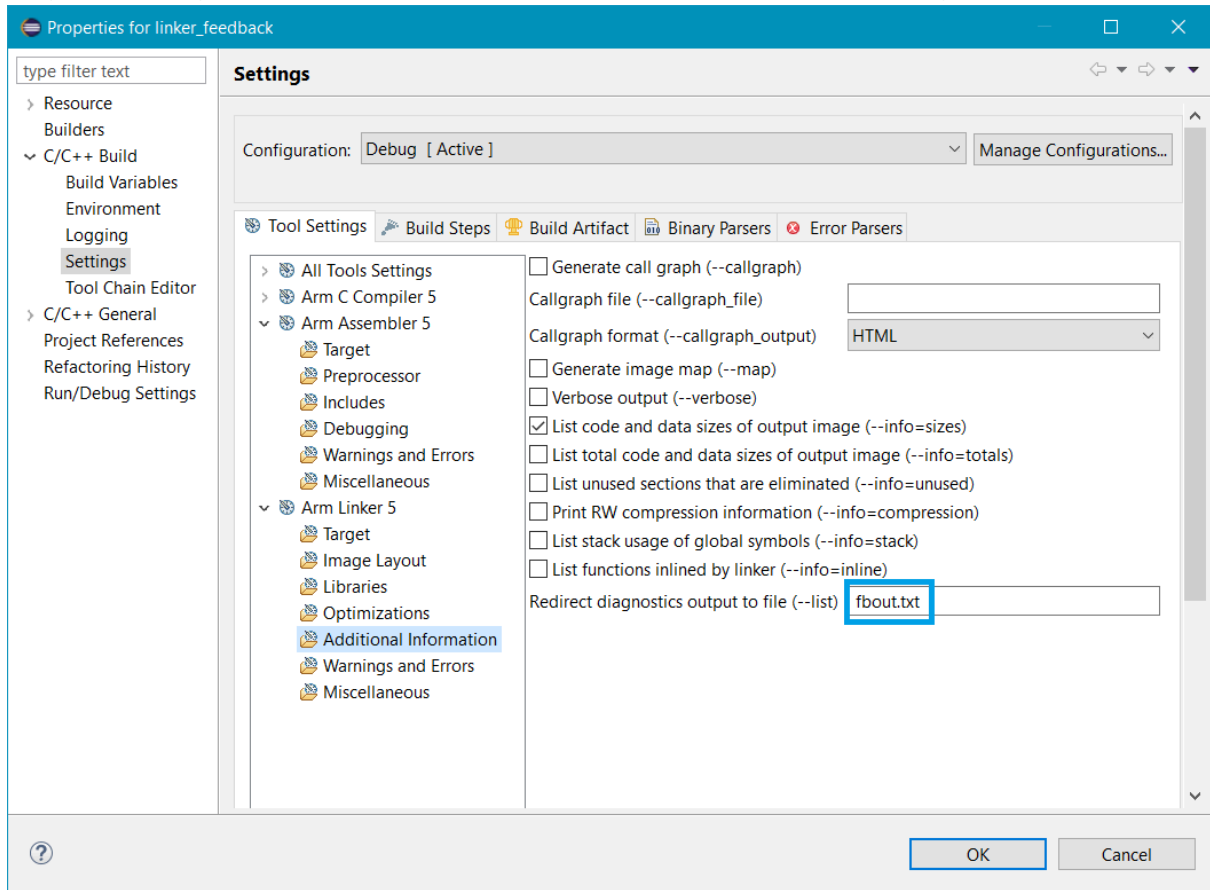 Properties for linker_feedback
type filter text
Resource
Builders
C/C++ Build
Build Variables
Environment
Logging
Settings
Tool Chain Editor
C/C++ General
Project References
Refactoring History
Run/Debug Settings
Settings
Configuration: Debug [ Active ] Manage Configurations...
Tool Settings Build Steps Build Artifact Binary Parsers Error Parsers
All Tools Settings
Arm C Compiler 5
Arm Assembler 5
Target
Preprocessor
Includes
Debugging
Warnings and Errors
Miscellaneous
Arm Linker 5
Target
Image Layout
Libraries
Optimizations
Additional Information
Warnings and Errors
Miscellaneous
Generate call graph (--callgraph)
Callgraph file (--callgraph_file)
Callgraph format (--callgraph_output) HTML
Generate image map (--map)
Verbose output (--verbose)
List code and data sizes of output image (--info=sizes)
List total code and data sizes of output image (--info=totals)
List unused sections that are eliminated (--info=unused)
Print RW compression information (--info=compression)
List stack usage of global symbols (--info=stack)
List functions inlined by linker (--info=inline)
Redirect diagnostics output to file (--list) fbout.txt
OK Cancel